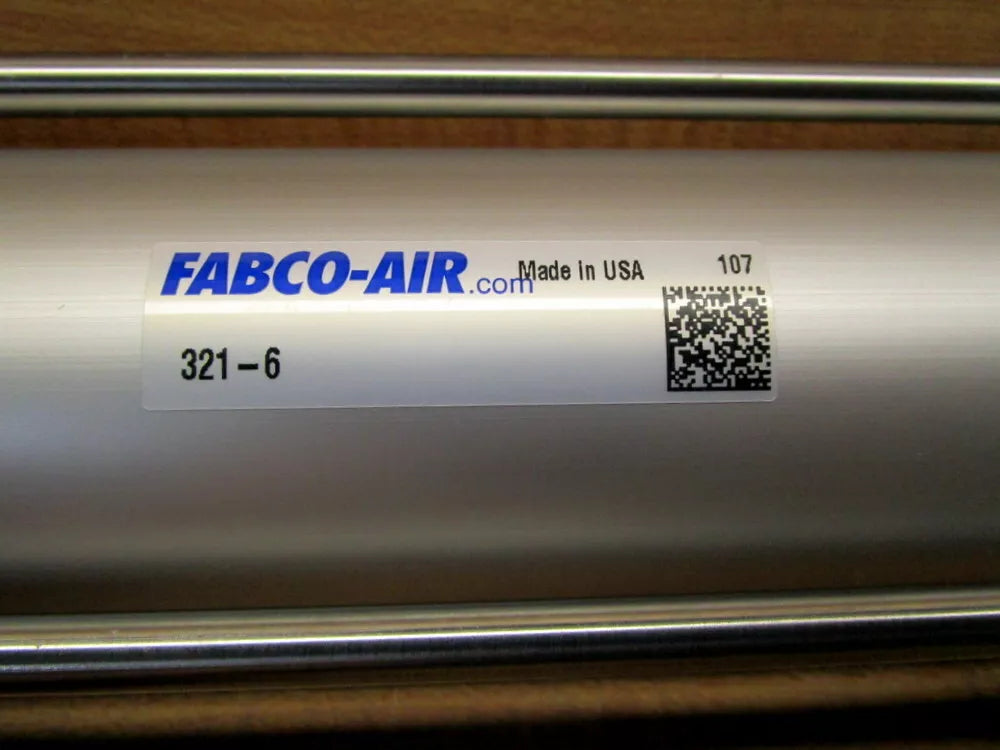 FABCO-AIR.com Made in USA 107
321-6